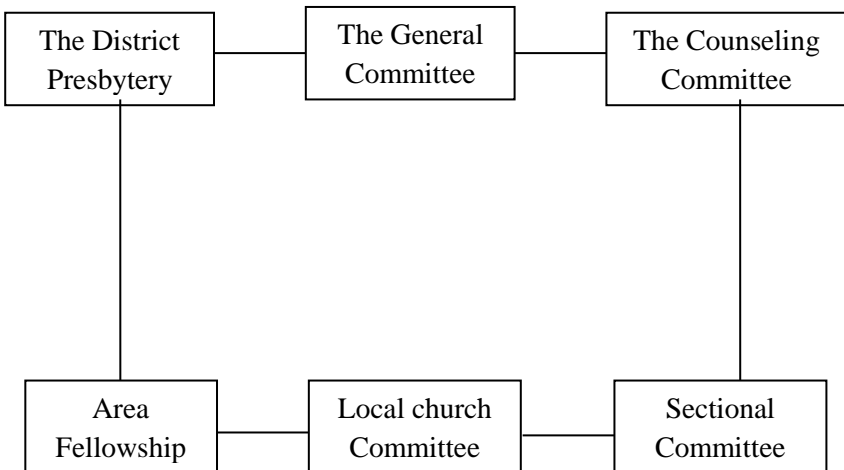 The District
Presbytery
The General
Committee
The Counseling
Committee
Area
Fellowship
Local church
Committee
Sectional
Committee